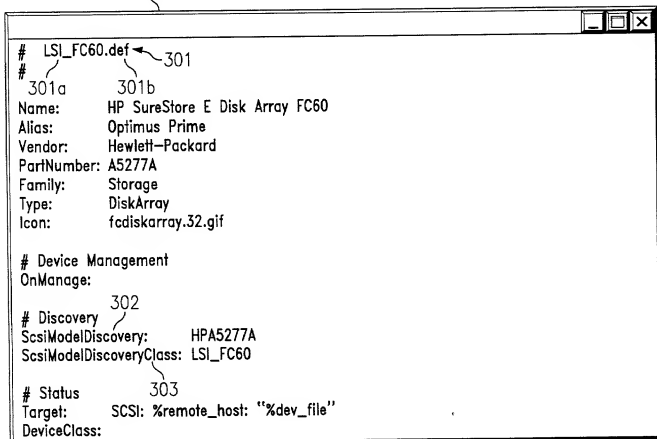 # LSI_FC60.def 301
#
301a 301b
Name: HP SureStore E Disk Array FC60
Alias: Optimus Prime
Vendor: Hewlett-Packard
PartNumber: A5277A
Family: Storage
Type: DiskArray
Icon: fcdiskarray.32.gif
# Device Management
OnManage:
302
# Discovery
ScsiModelDiscovery: HPA5277A
ScsiModelDiscoveryClass: LSI_FC60
# Status 303
Target: SCSI: %remote_host: "%dev_file"
DeviceClass: